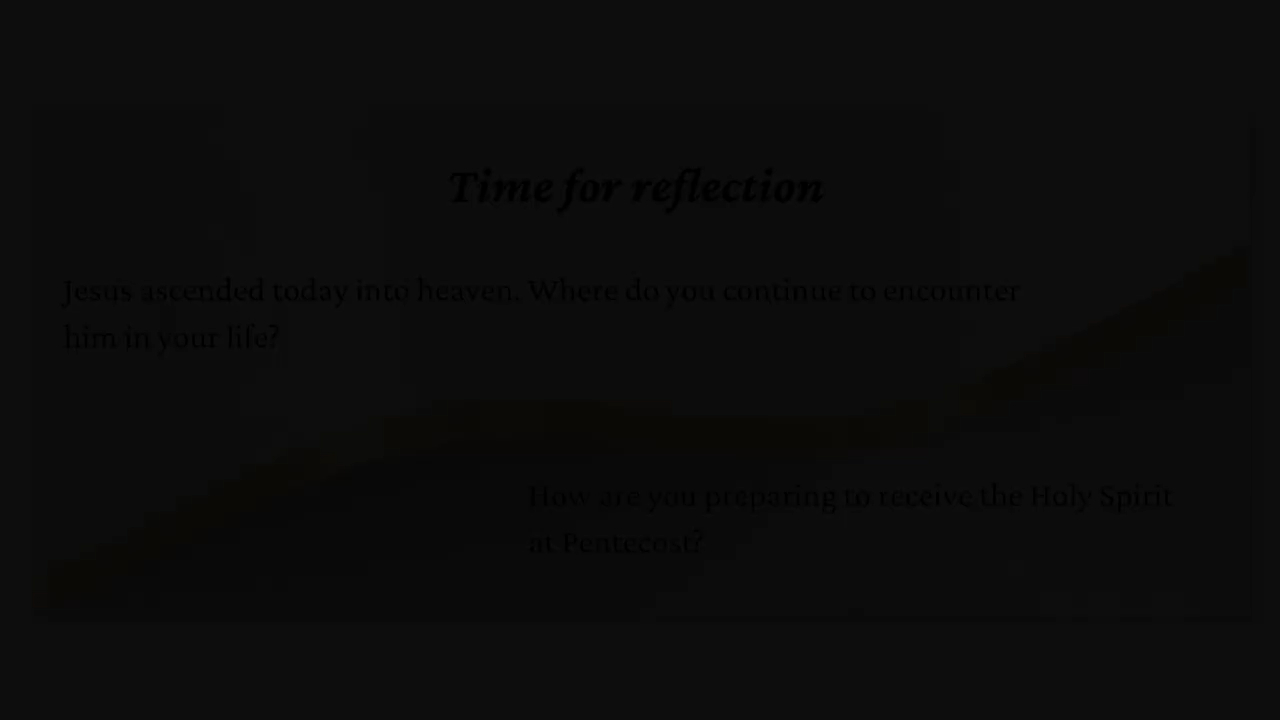 Time for reflection
Jesus ascended today into heaven. Where do you continue to encounter
him in your life?
How are you preparing to receive the Holy Spirit
at Pentecost?